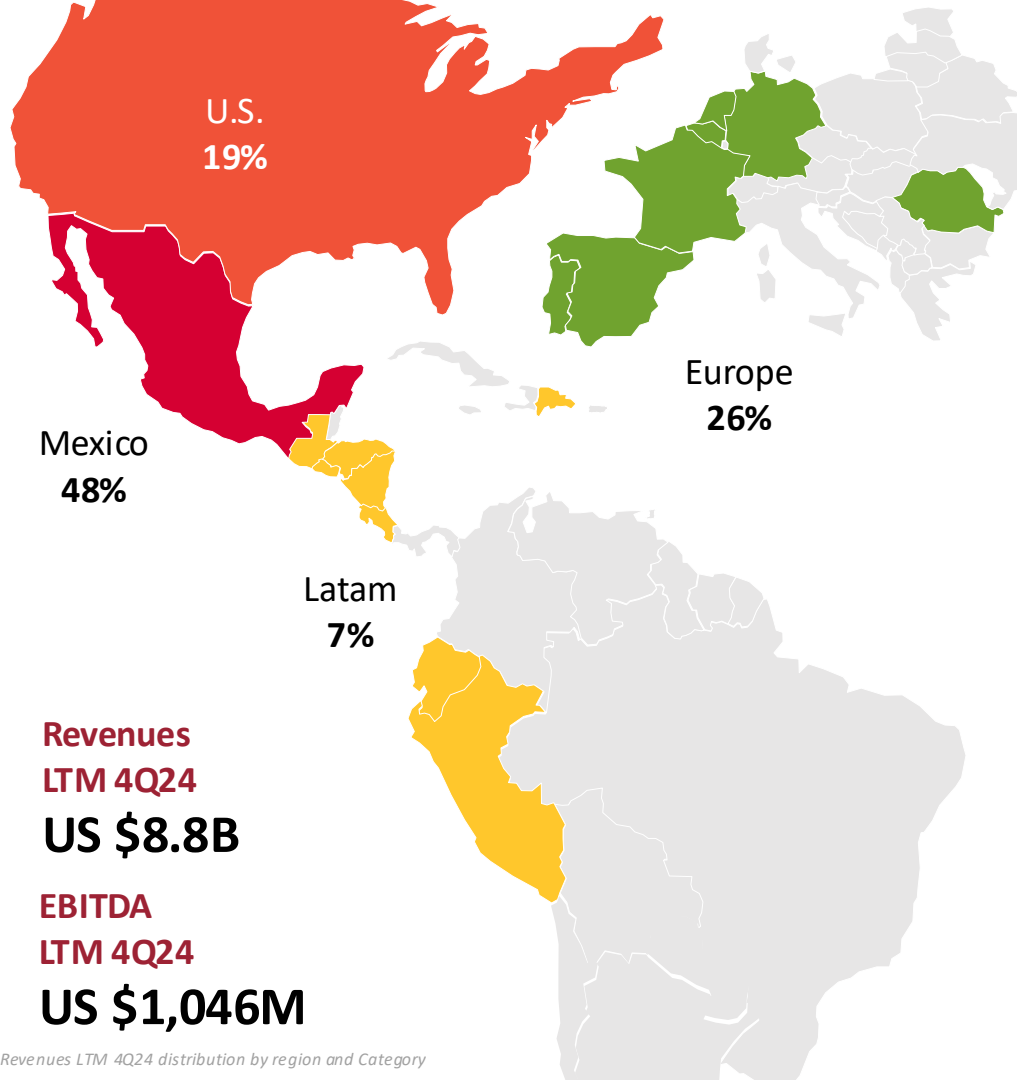 U.S.
19%
Europe
26%
Mexico
48%
Latam
7%
Revenues
LTM 4Q24
US $8.8B
EBITDA
LTM 4Q24
US $1,046M
Revenues LTM 4Q24 distribution by region and Category